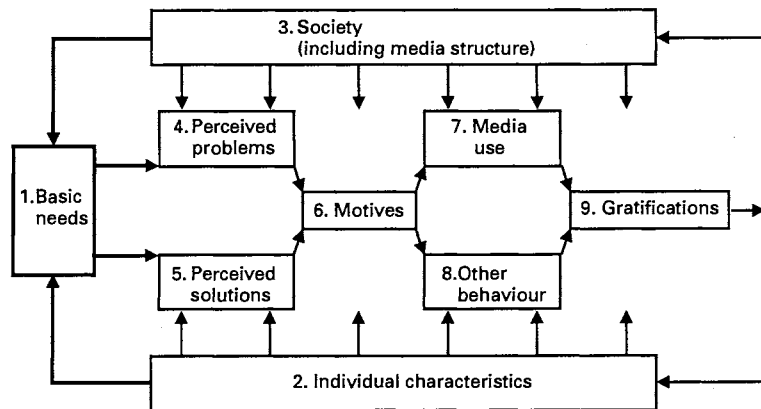 3. Society
(including media structure)
4. Perceived
problems
7. Media
use
1. Basic
needs
6. Motives
9. Gratifications
5. Perceived
solutions
8. Other
behaviour
2. Individual characteristics